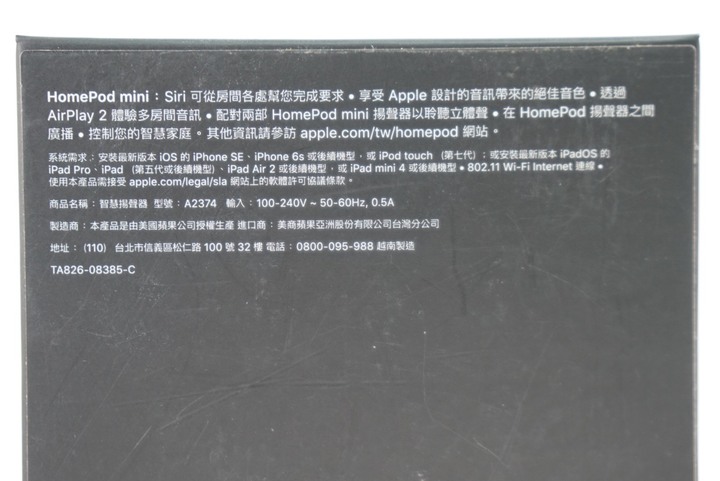 HomePod mini：Siri 可從房間各處幫您完成要求 • 享受 Apple 設計的音訊帶來的絕佳音色 • 透過
AirPlay 2 體驗多房間音訊 • 配對兩部 HomePod mini 揚聲器以聆聽立體聲 • 在 HomePod 揚聲器之間
廣播 • 控制您的智慧家庭。其他資訊請參訪 apple.com/tw/homepod 網站。
系統需求：安裝最新版本 iOS 的 iPhone SE、iPhone 6s 或後續機型，或 iPod touch（第七代）；或安裝最新版本 iPadOS 的
iPad Pro、iPad（第五代或後續機型）、iPad Air 2 或後續機型，或 iPad mini 4 或後續機型 • 802.11 Wi-Fi Internet 連線 •
使用本產品需接受 apple.com/legal/sla 網站上的軟體許可協議條款。
商品名稱：智慧揚聲器 型號：A2374 輸入：100-240V ~ 50-60Hz, 0.5A
製造商：本產品是由美國蘋果公司授權生產 進口商：美商蘋果亞洲股份有限公司台灣分公司
地址：(110) 台北市信義區松仁路 100 號 32 樓 電話：0800-095-988 越南製造
TA826-08385-C